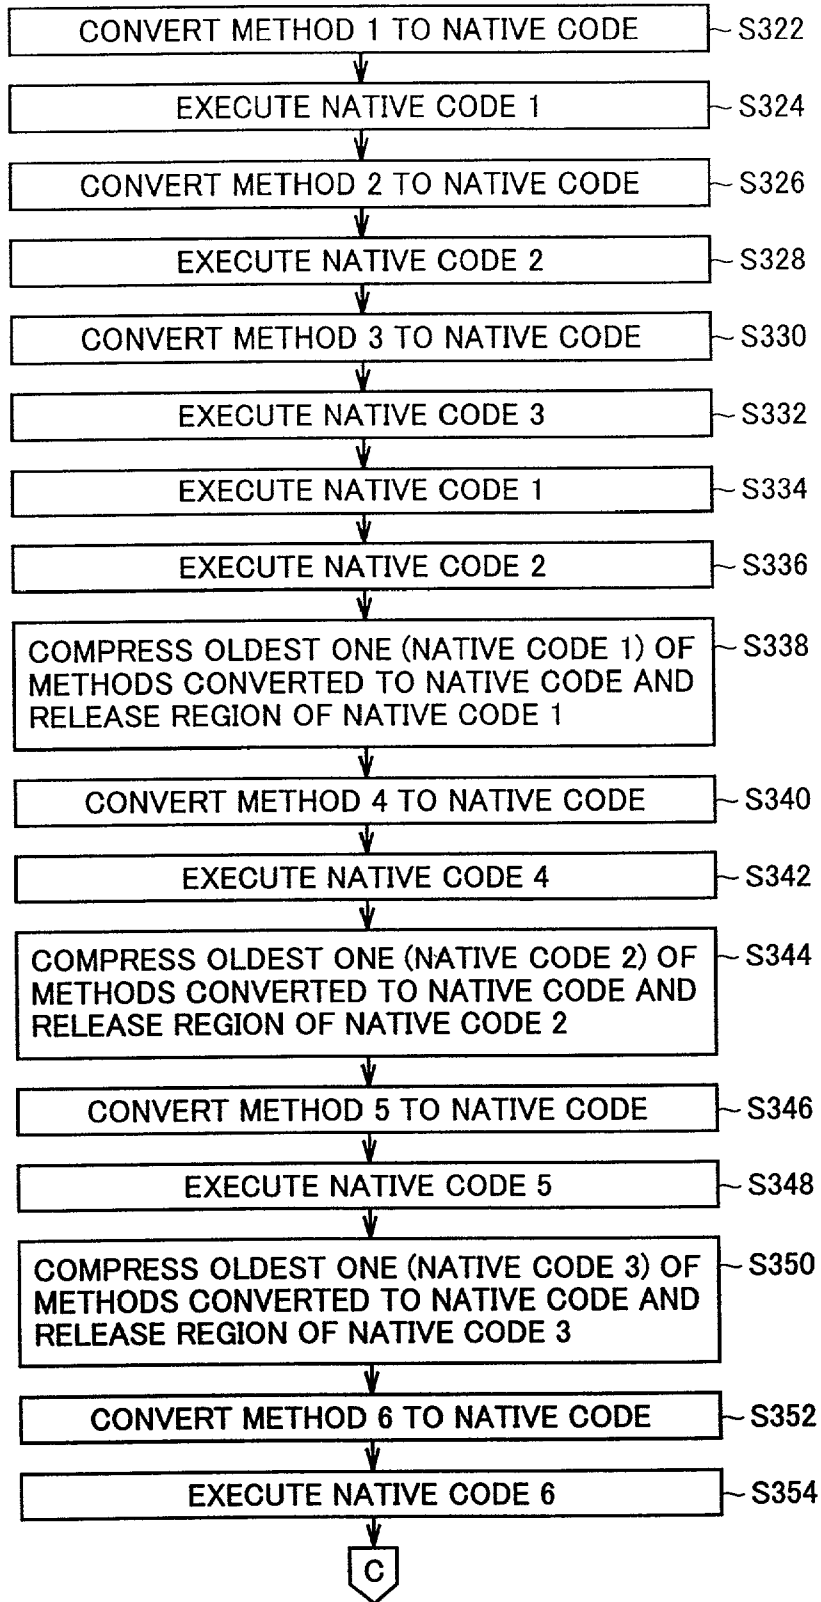 CONVERT METHOD 1 TO NATIVE CODE
S322
EXECUTE NATIVE CODE 1
S324
CONVERT METHOD 2 TO NATIVE CODE
S326
EXECUTE NATIVE CODE 2
S328
CONVERT METHOD 3 TO NATIVE CODE
S330
EXECUTE NATIVE CODE 3
S332
EXECUTE NATIVE CODE 1
S334
EXECUTE NATIVE CODE 2
S336
COMPRESS OLDEST ONE (NATIVE CODE 1) OF
METHODS CONVERTED TO NATIVE CODE AND
RELEASE REGION OF NATIVE CODE 1
S338
CONVERT METHOD 4 TO NATIVE CODE
S340
EXECUTE NATIVE CODE 4
S342
COMPRESS OLDEST ONE (NATIVE CODE 2) OF
METHODS CONVERTED TO NATIVE CODE AND
RELEASE REGION OF NATIVE CODE 2
S344
CONVERT METHOD 5 TO NATIVE CODE
S346
EXECUTE NATIVE CODE 5
S348
COMPRESS OLDEST ONE (NATIVE CODE 3) OF
METHODS CONVERTED TO NATIVE CODE AND
RELEASE REGION OF NATIVE CODE 3
S350
CONVERT METHOD 6 TO NATIVE CODE
S352
EXECUTE NATIVE CODE 6
S354
C